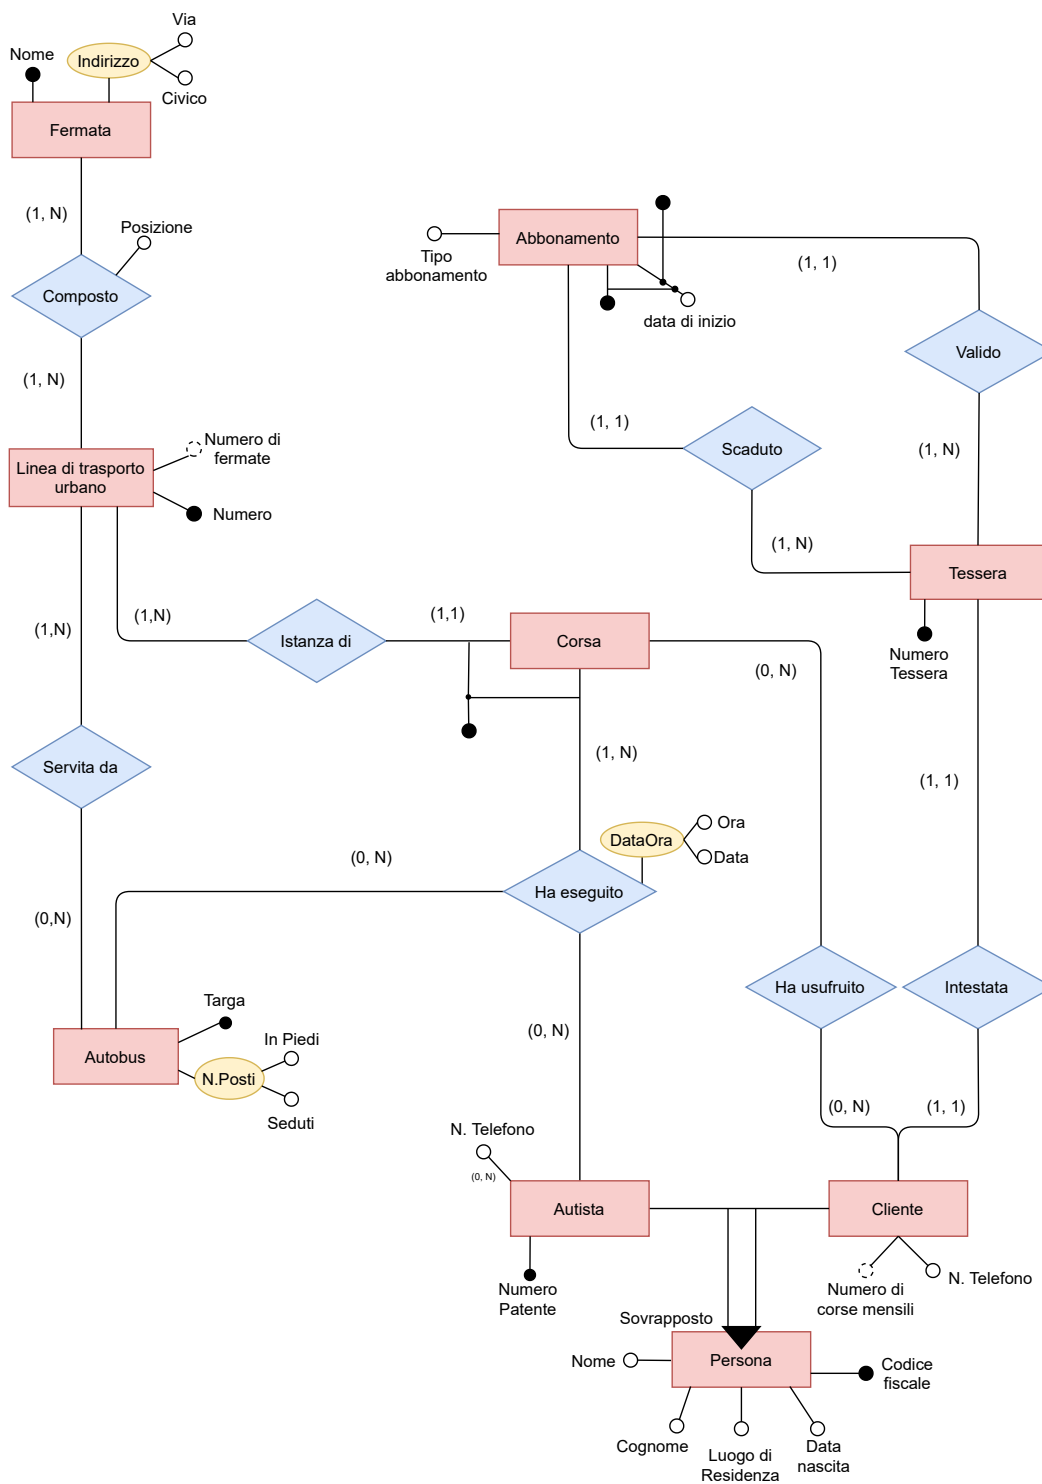 Via
Nome
Indirizzo
Civico
Fermata
(1, N)
Posizione
Composto
(1, N)
Numero di
fermate
Linea di trasporto
urbano
Numero
Abbonamento
Tipo
abbonamento
data di inizio
(1, 1)
Valido
(1, 1)
Scaduto
(1, N)
(1, N)
Tessera
Numero
Tessera
(1,N)
(1,N)
Istanza di
(1,1)
Corsa
(0, N)
(1, N)
(1, 1)
Servita da
DataOra
Ora
Data
(0, N)
Ha eseguito
(0,N)
Ha usufruito
Intestata
Targa
Autobus
In Piedi
N.Posti
Seduti
(0, N)
(0, N)
(1, 1)
N. Telefono
(0, N)
Autista
Cliente
Numero
Patente
Numero di
corse mensili
N. Telefono
Sovrapposto
Nome
Persona
Codice
fiscale
Cognome
Luogo di
Residenza
Data
nascita